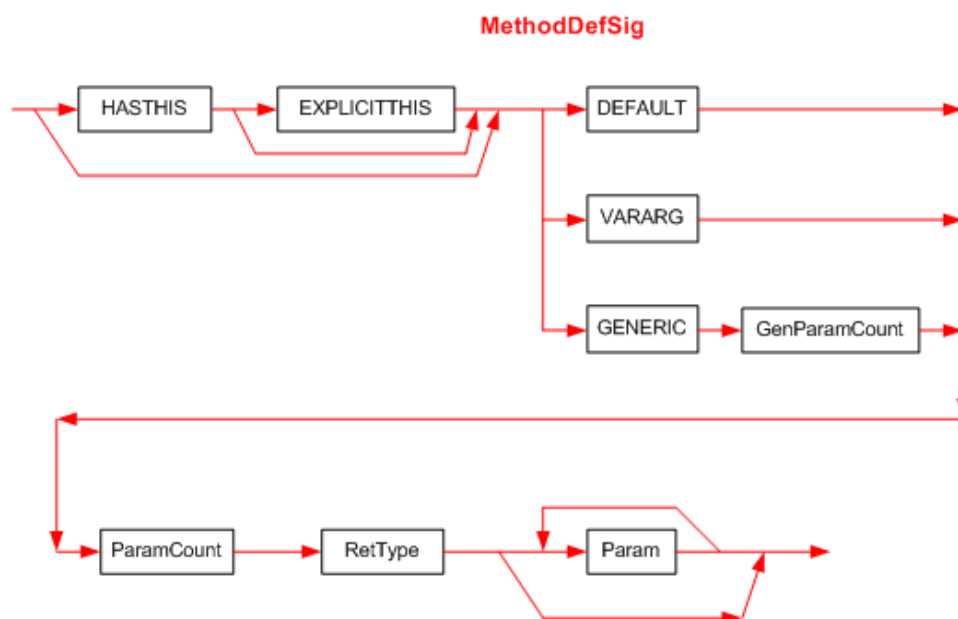 MethodDefSig
HASTHIS EXPLICITTHIS DEFAULT
VARARG
GENERIC GenParamCount
ParamCount RetType Param